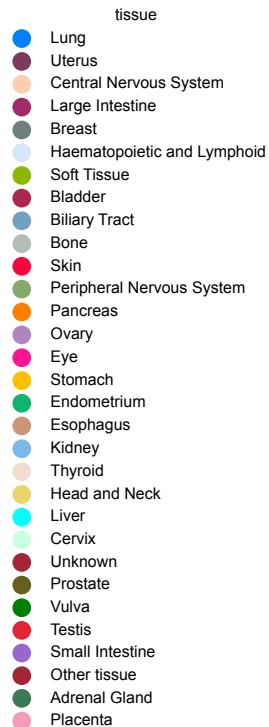 tissue
Lung
Uterus
Central Nervous System
Large Intestine
Breast
Haematopoietic and Lymphoid
Soft Tissue
Bladder
Biliary Tract
Bone
Skin
Peripheral Nervous System
Pancreas
Ovary
Eye
Stomach
Endometrium
Esophagus
Kidney
Thyroid
Head and Neck
Liver
Cervix
Unknown
Prostate
Vulva
Testis
Small Intestine
Other tissue
Adrenal Gland
Placenta